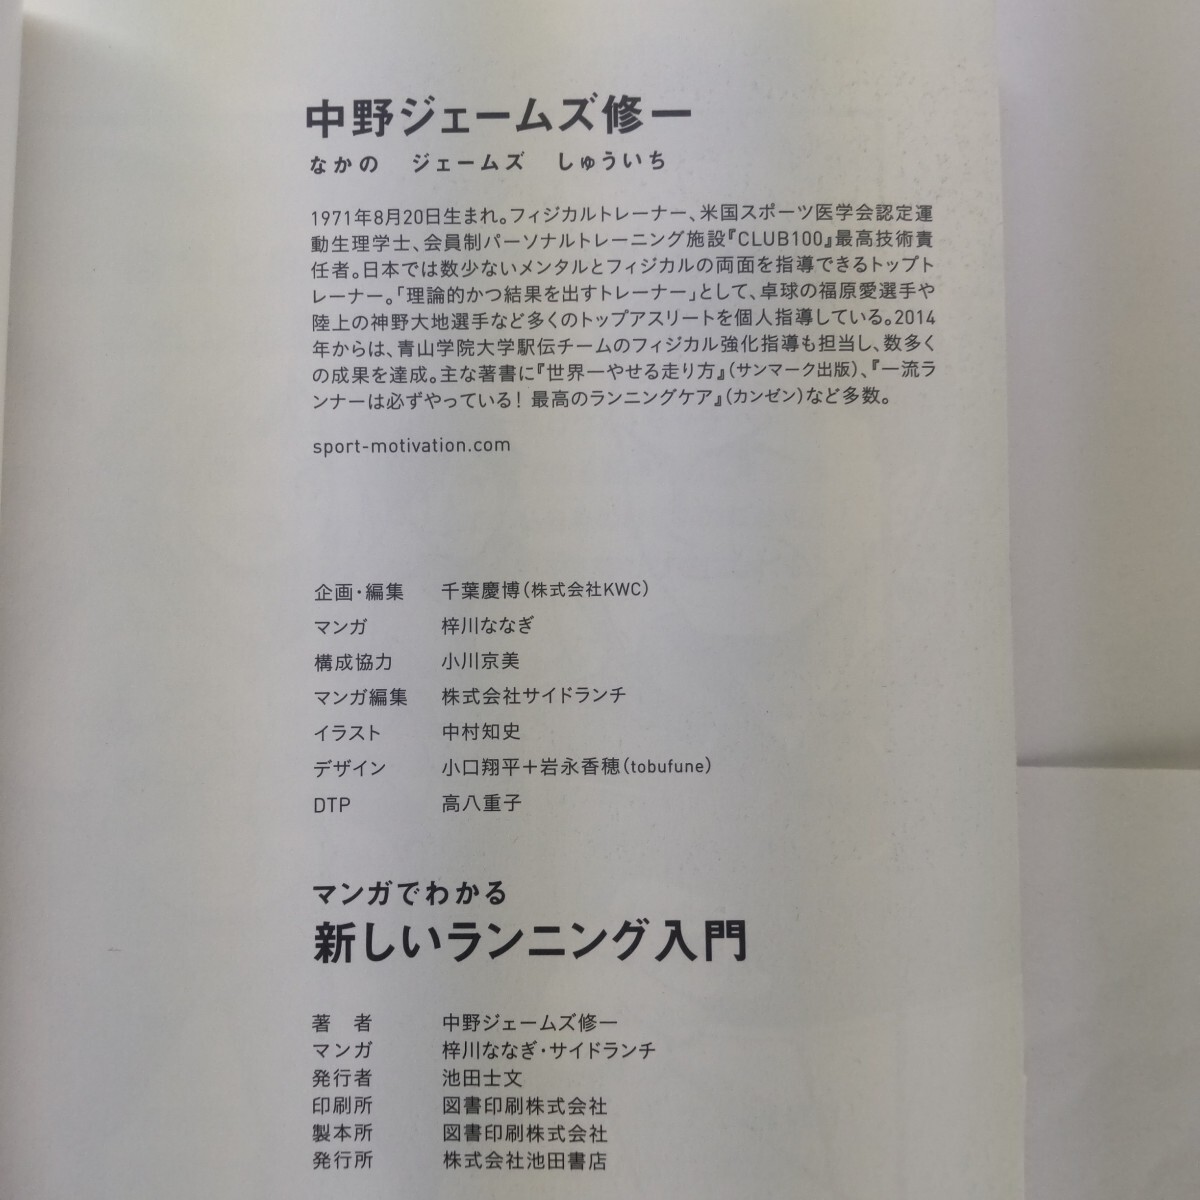 中野ジェームズ修一
なかの ジェームズ しゅういち
1971年8月20日生まれ。フィジカルトレーナー、米国スポーツ医学会認定運
動生理学士、会員制パーソナルトレーニング施設『CLUB100』最高技術責
任者。日本では数少ないメンタルとフィジカルの両面を指導できるトップト
レーナー。「理論的かつ結果を出すトレーナー」として、卓球の福原愛選手や
陸上の神野大地選手など多くのトップアスリートを個人指導している。2014
年からは、青山学院大学駅伝チームのフィジカル強化指導も担当し、数多く
の成果を達成。主な著書に『世界一やせる走り方』(サンマーク出版)、『一流ラ
ンナーは必ずやっている! 最高のランニングケア』(カンゼン)など多数。
sport-motivation.com
企画・編集 千葉慶博(株式会社KWC)
マンガ 梓川ななぎ
構成協力 小川京美
マンガ編集 株式会社サイドランチ
イラスト 中村知史
デザイン 小口翔平+岩永香穂(tobufune)
DTP 高八重子
マンガでわかる
新しいランニング入門
著 者 中野ジェームズ修一
マンガ 梓川ななぎ・サイドランチ
発行者 池田士文
印刷所 図書印刷株式会社
製本所 図書印刷株式会社
発行所 株式会社池田書店